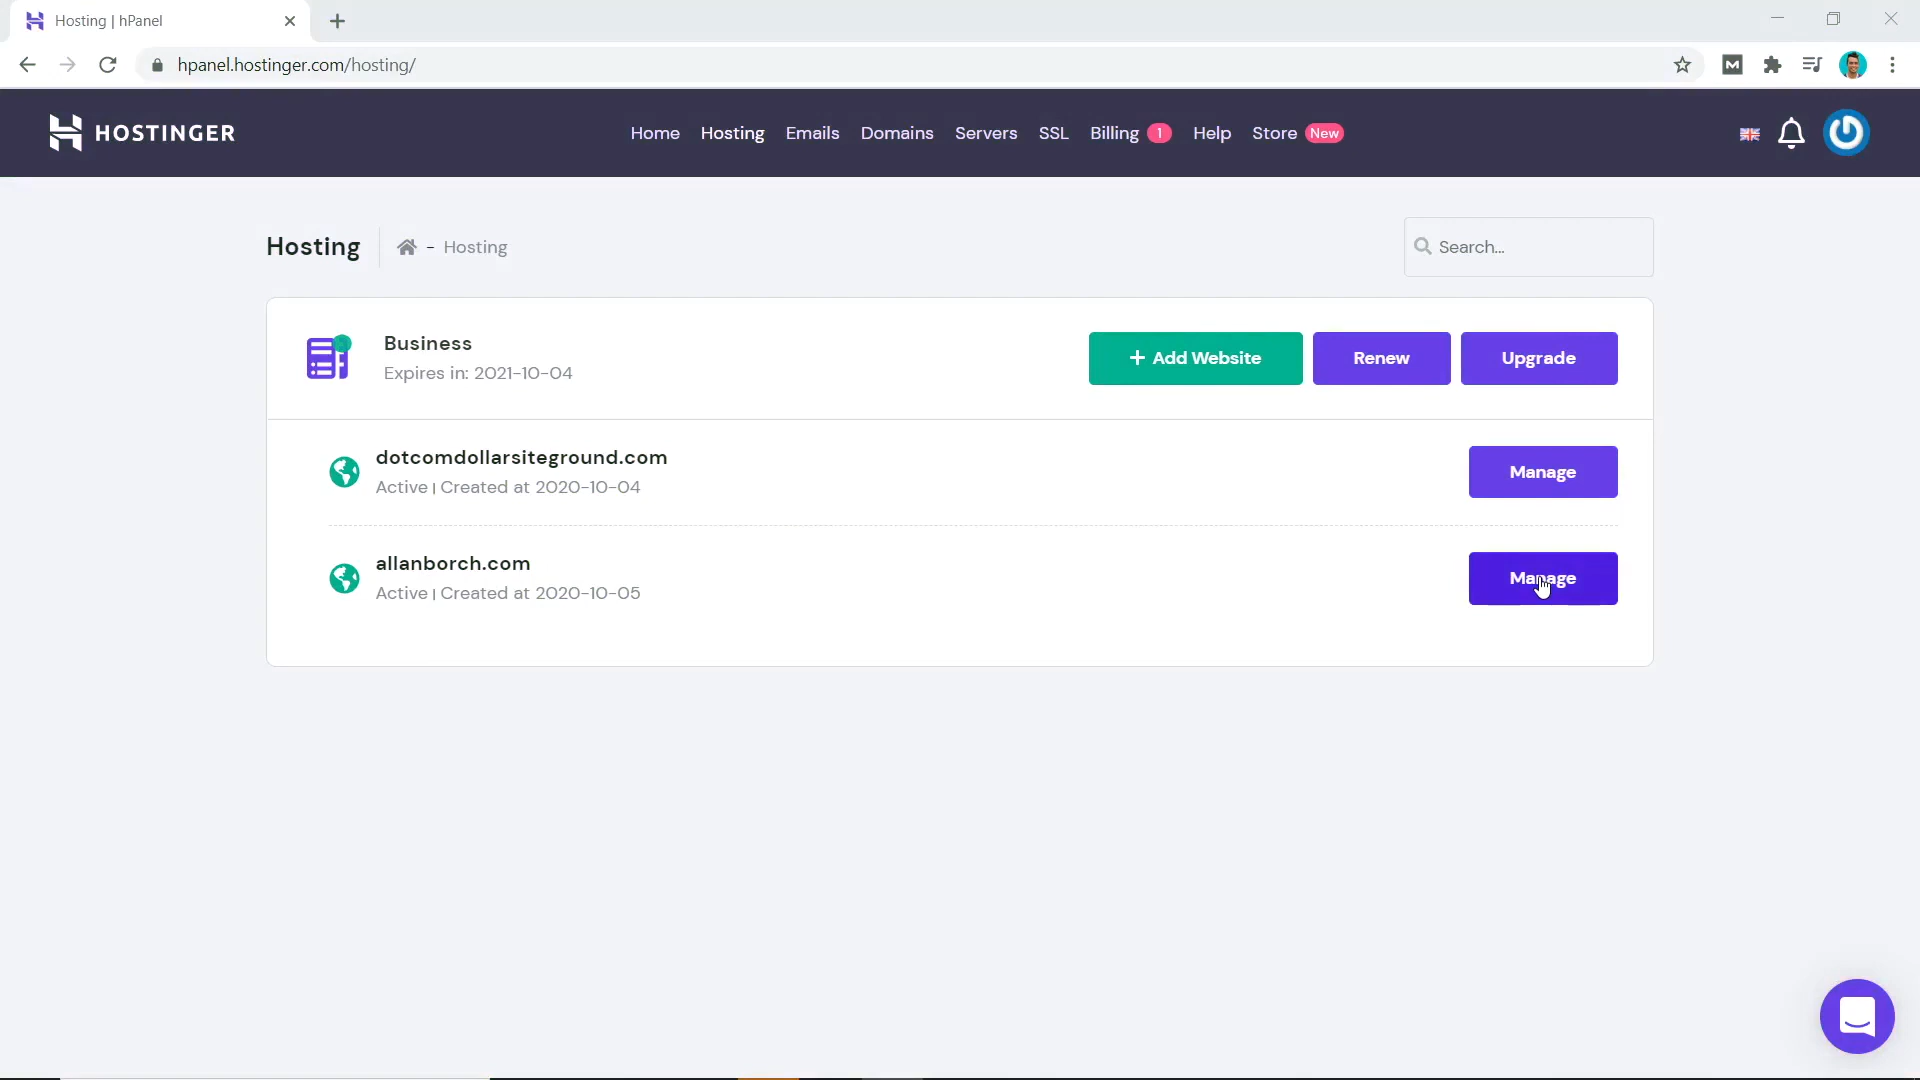 Hosting | hPanel
hpanel.hostinger.com/hosting/
HOSTINGER
Home Hosting Emails Domains Servers SSL Billing 1 Help Store New
Hosting - Hosting
Search...
Business
Expires in: 2021-10-04
+ Add Website Renew Upgrade
dotcomdollarsiteground.com
Active | Created at 2020-10-04
Manage
allanborch.com
Active | Created at 2020-10-05
Manage